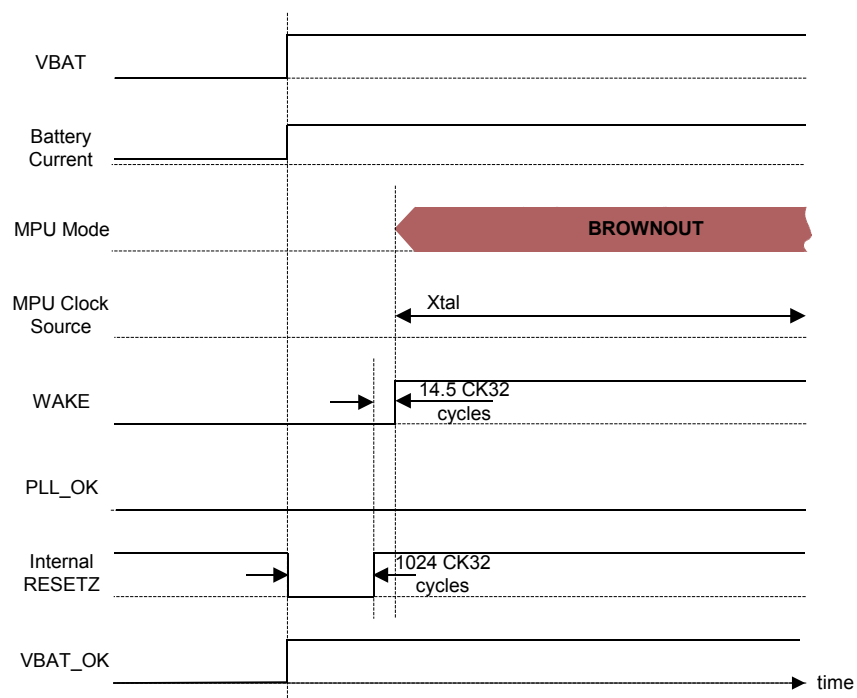 VBAT
Battery
Current
MPU Mode
BROWNOUT
MPU Clock
Source
Xtal
WAKE
14.5 CK32
cycles
PLL_OK
Internal
RESETZ
1024 CK32
cycles
VBAT_OK
time